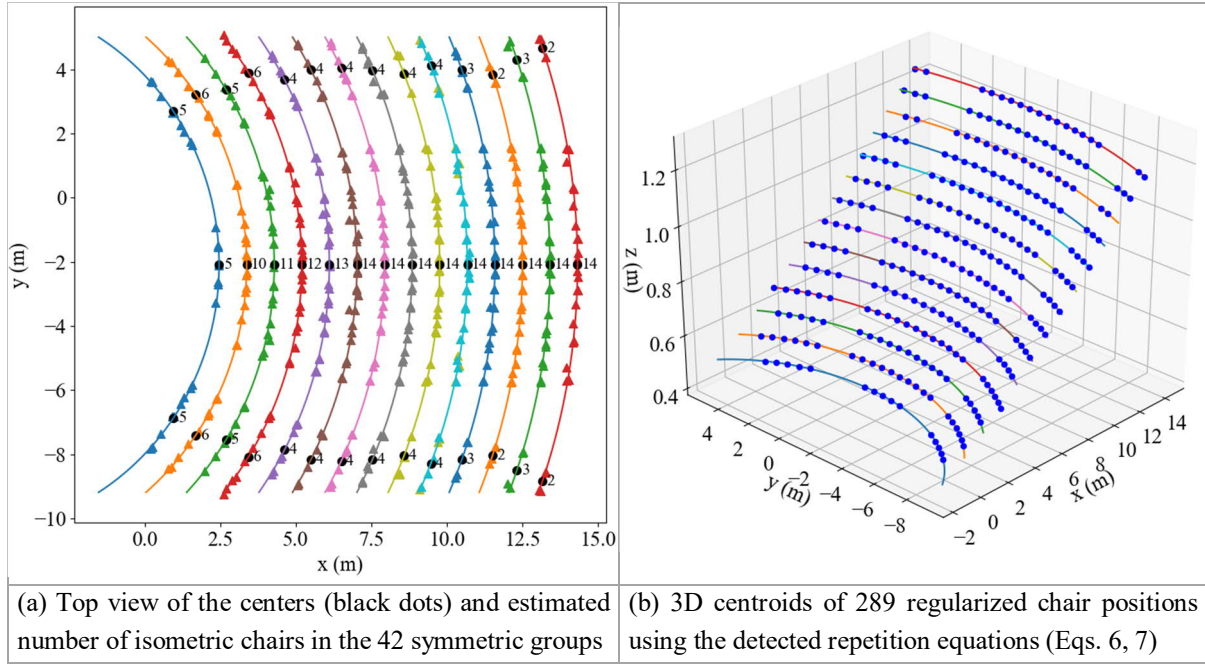 y (m)
4
2
0
−2
−4
−6
−8
−10
5 6 5 6 4 4 4 4 4 4 3 2 3 2
5 10 11 12 13 14 14 14 14 14 14 14 14 14
5 6 5 6 4 4 4 4 4 4 3 2 3 2
0.0 2.5 5.0 7.5 10.0 12.5 15.0
x (m)
1.2
1.0
0.8
0.6
0.4
z (m)
4 2 0 −2 −4 −6 −8
y (m)
−2 0 2 4 6 8 10 12 14
x (m)
(a) Top view of the centers (black dots) and estimated
number of isometric chairs in the 42 symmetric groups
(b) 3D centroids of 289 regularized chair positions
using the detected repetition equations (Eqs. 6, 7)